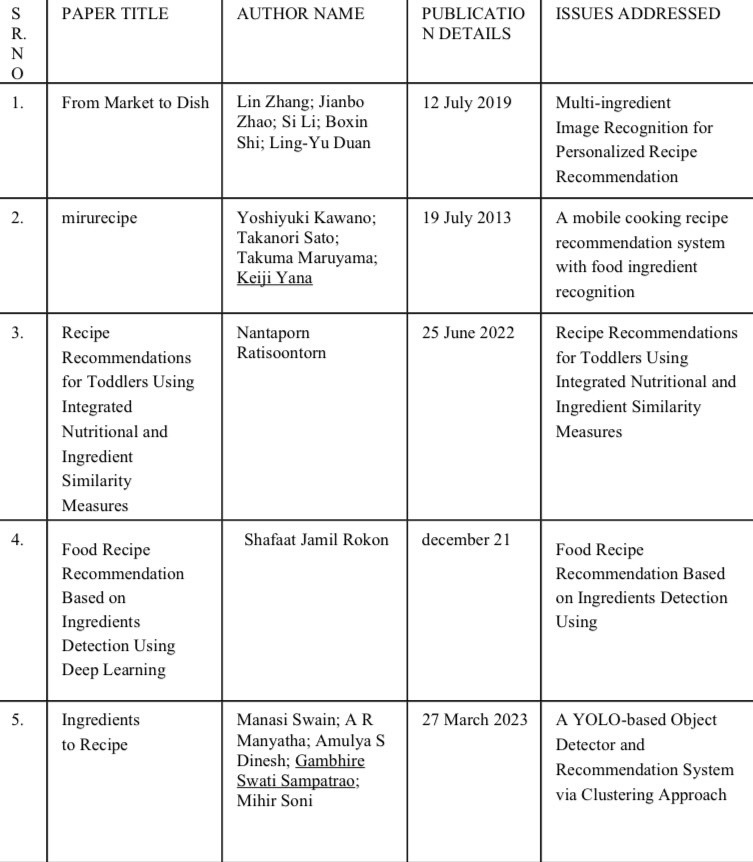 S
R.
N
O
PAPER TITLE
AUTHOR NAME
PUBLICATIO
N DETAILS
ISSUES ADDRESSED
1.
From Market to Dish
Lin Zhang; Jianbo
Zhao; Si Li; Boxin
Shi; Ling-Yu Duan
12 July 2019
Multi-ingredient
Image Recognition for
Personalized Recipe
Recommendation
2.
mirurecipe
Yoshiyuki Kawano;
Takanori Sato;
Takuma Maruyama;
Keiji Yana
19 July 2013
A mobile cooking recipe
recommendation system
with food ingredient
recognition
3.
Recipe
Recommendations
for Toddlers Using
Integrated
Nutritional and
Ingredient
Similarity
Measures
Nantaporn
Ratisoontorn
25 June 2022
Recipe Recommendations
for Toddlers Using
Integrated Nutritional and
Ingredient Similarity
Measures
4.
Food Recipe
Recommendation
Based on
Ingredients
Detection Using
Deep Learning
Shafaat Jamil Rokon
december 21
Food Recipe
Recommendation Based
on Ingredients Detection
Using
5.
Ingredients
to Recipe
Manasi Swain; A R
Manyatha; Amulya S
Dinesh; Gambhire
Swati Sampatrao;
Mihir Soni
27 March 2023
A YOLO-based Object
Detector and
Recommendation System
via Clustering Approach